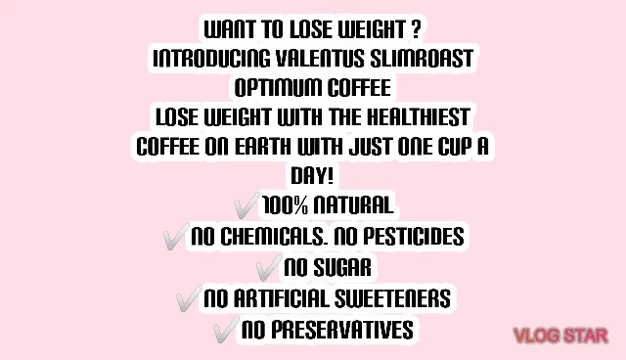 WANT TO LOSE WEIGHT ?
INTRODUCING VALENTUS SLIMROAST
OPTIMUM COFFEE
LOSE WEIGHT WITH THE HEALTHIEST
COFFEE ON EARTH WITH JUST ONE CUP A
DAY!
✔100% NATURAL
✔NO CHEMICALS. NO PESTICIDES
✔NO SUGAR
✔NO ARTIFICIAL SWEETENERS
✔NO PRESERVATIVES
VLOG STAR